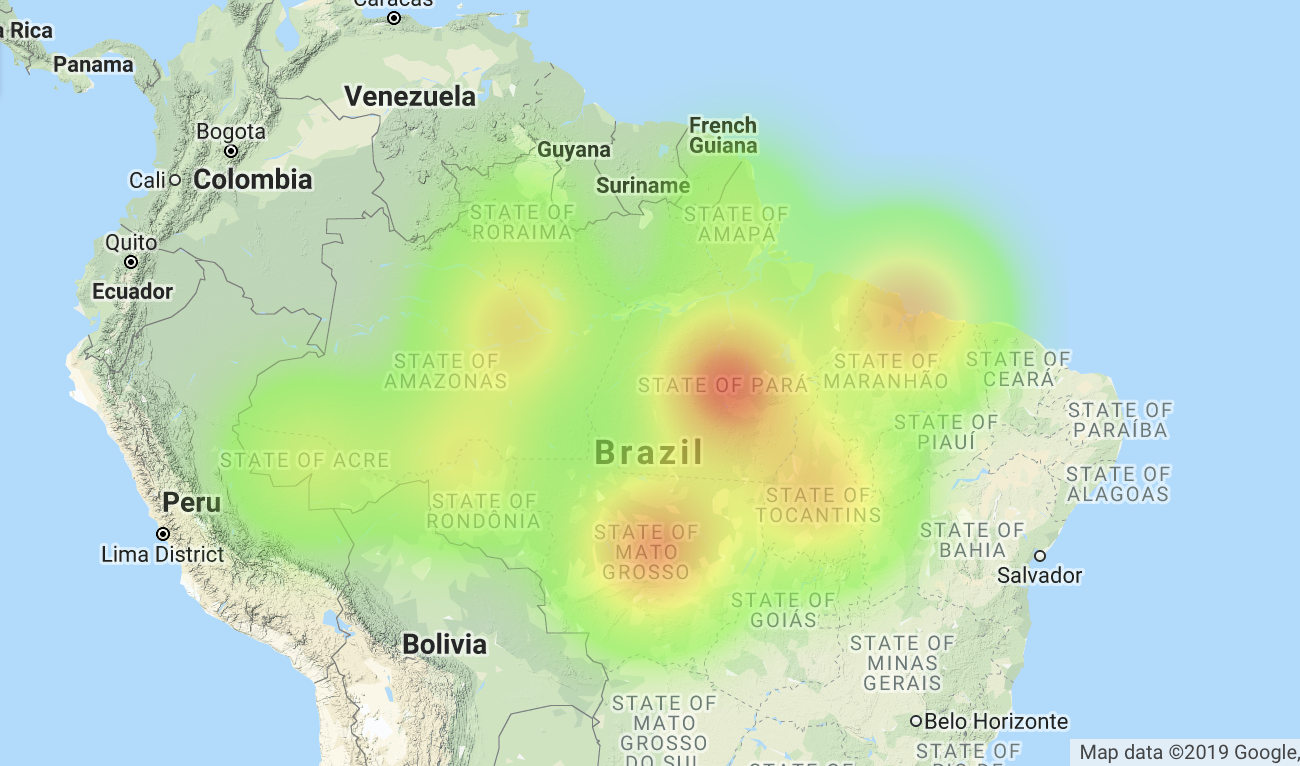 Caracas
a Rica
Panama
Venezuela
Bogota
Cali
Colombia
Guyana
French
Guiana
Suriname
STATE OF
RORAIMA
STATE OF
AMAPÁ
Quito
Ecuador
STATE OF
AMAZONAS
STATE OF PARÁ
STATE OF
MARANHÃO
STATE OF
CEARÁ
STATE OF
PARAÍBA
STATE OF
PIAUÍ
STATE OF ACRE
Brazil
STATE OF
ALAGOAS
Peru
STATE OF
RONDÔNIA
STATE OF
TOCANTINS
STATE OF
MATO
GROSSO
STATE OF
BAHIA
Lima District
Salvador
STATE OF
GOIÁS
Bolivia
STATE OF
MINAS
GERAIS
STATE OF
MATO
GROSSO
DO SUL
Belo Horizonte
STATE OF
RIO DE
STATE OF
Map data ©2019 Google,